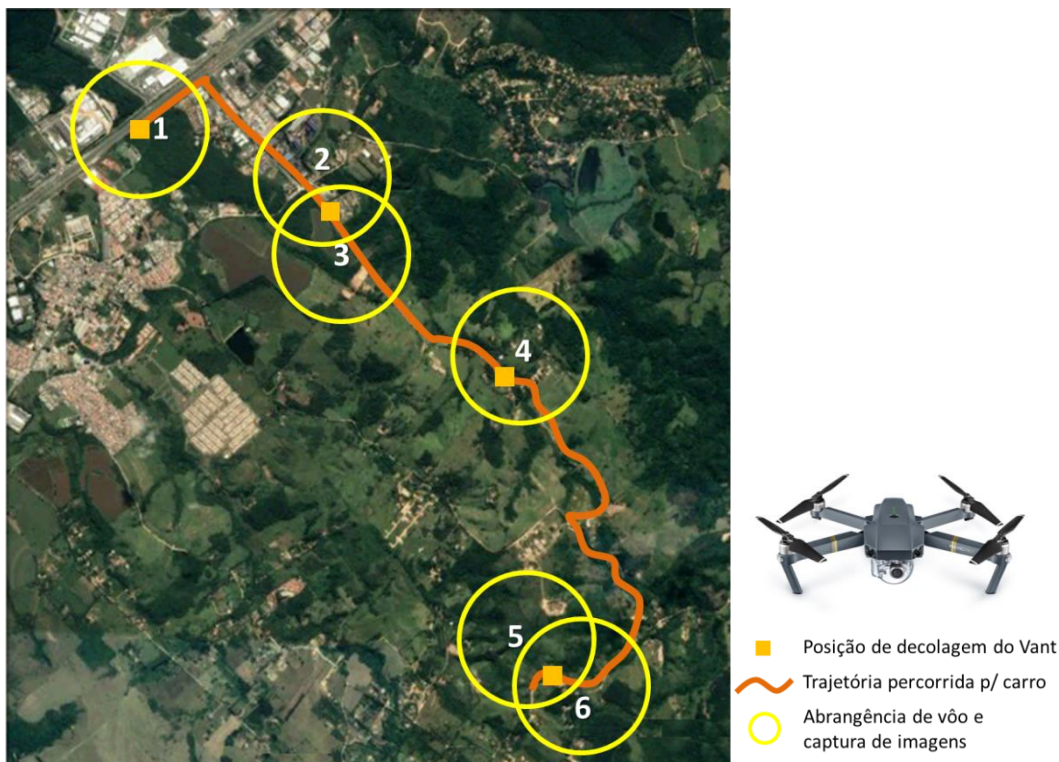 1
2
3
4
5
6
Posição de decolagem do Vant
Trajetória percorrida p/ carro
Abrangência de vôo e
captura de imagens